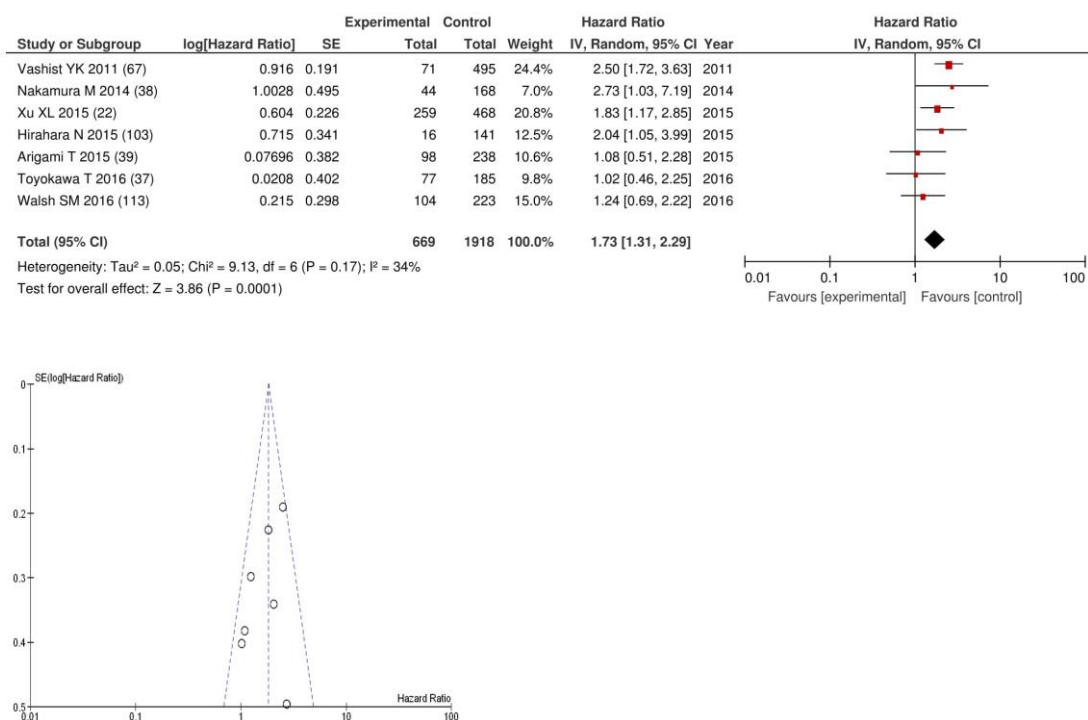 Experimental Control Hazard Ratio Hazard Ratio
Study or Subgroup log[Hazard Ratio] SE Total Total Weight IV, Random, 95% CI Year IV, Random, 95% CI
Vashist YK 2011 (67) 0.916 0.191 71 495 24.4% 2.50 [1.72, 3.63] 2011
Nakamura M 2014 (38) 1.0028 0.495 44 168 7.0% 2.73 [1.03, 7.19] 2014
Xu XL 2015 (22) 0.604 0.226 259 468 20.8% 1.83 [1.17, 2.85] 2015
Hirahara N 2015 (103) 0.715 0.341 16 141 12.5% 2.04 [1.05, 3.99] 2015
Arigami T 2015 (39) 0.07696 0.382 98 238 10.6% 1.08 [0.51, 2.28] 2015
Toyokawa T 2016 (37) 0.0208 0.402 77 185 9.8% 1.02 [0.46, 2.25] 2016
Walsh SM 2016 (113) 0.215 0.298 104 223 15.0% 1.24 [0.69, 2.22] 2016
Total (95% CI) 669 1918 100.0% 1.73 [1.31, 2.29]
Heterogeneity: Tau² = 0.05; Chi² = 9.13, df = 6 (P = 0.17); I² = 34%
Test for overall effect: Z = 3.86 (P = 0.0001)
0.01 0.1 1 10 100
Favours [experimental] Favours [control]
SE(log[Hazard Ratio])
0
0.1
0.2
0.3
0.4
0.5
Hazard Ratio
0.01 0.1 1 10 100